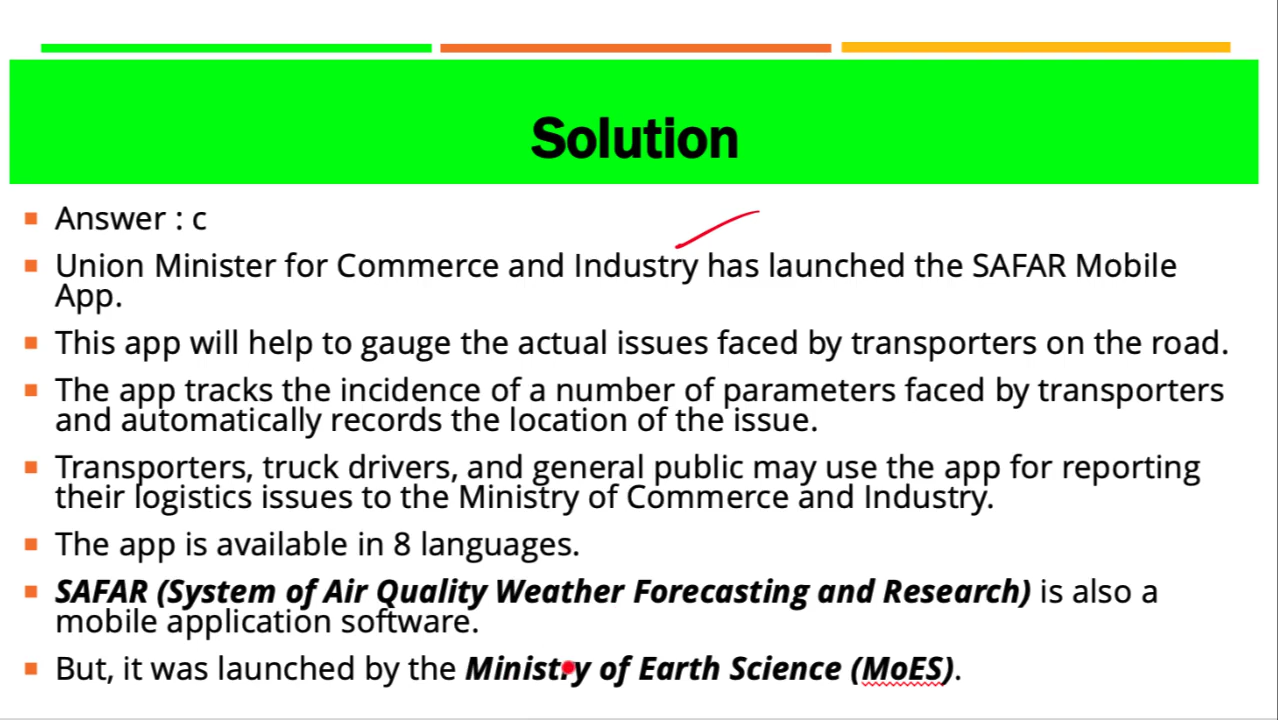 Solution
Answer : c
Union Minister for Commerce and Industry has launched the SAFAR Mobile
App.
This app will help to gauge the actual issues faced by transporters on the road.
The app tracks the incidence of a number of parameters faced by transporters
and automatically records the location of the issue.
Transporters, truck drivers, and general public may use the app for reporting
their logistics issues to the Ministry of Commerce and Industry.
The app is available in 8 languages.
SAFAR (System of Air Quality Weather Forecasting and Research) is also a
mobile application software.
But, it was launched by the Ministry of Earth Science (MoES).